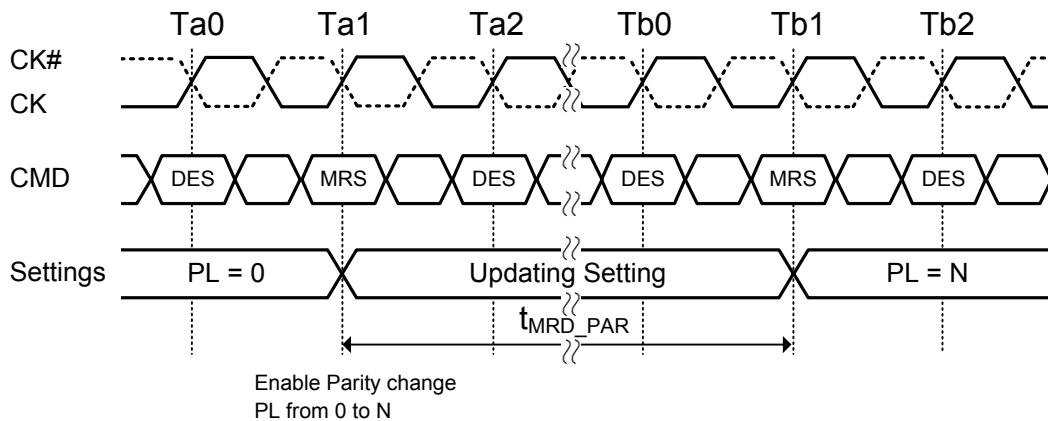 Ta0 Ta1 Ta2 Tb0 Tb1 Tb2
CK#
CK
CMD DES MRS DES DES MRS DES
Settings PL = 0 Updating Setting PL = N
tMRD_PAR
Enable Parity change
PL from 0 to N